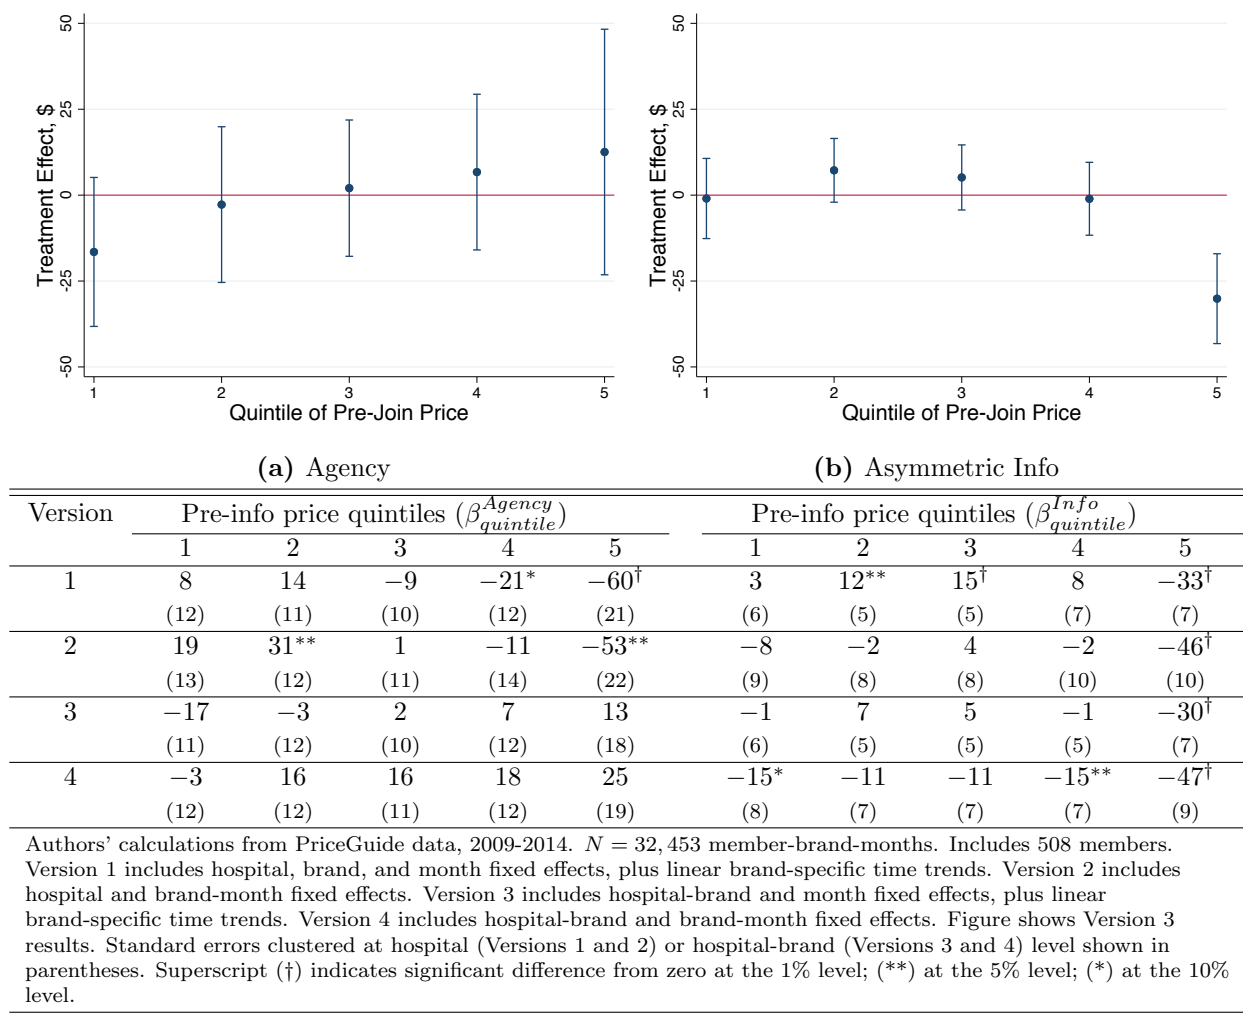 50
25
0
-25
-50
Treatment Effect, $
1 2 3 4 5
Quintile of Pre-Join Price
(a) Agency
50
25
0
-25
-50
Treatment Effect, $
1 2 3 4 5
Quintile of Pre-Join Price
(b) Asymmetric Info
Version Pre-info price quintiles (β^{Agency}_{quintile}) Pre-info price quintiles (β^{Info}_{quintile})
1 2 3 4 5 1 2 3 4 5
1 8 14 −9 −21* −60† 3 12** 15† 8 −33†
(12) (11) (10) (12) (21) (6) (5) (5) (7) (7)
2 19 31** 1 −11 −53** −8 −2 4 −2 −46†
(13) (12) (11) (14) (22) (9) (8) (8) (10) (10)
3 −17 −3 2 7 13 −1 7 5 −1 −30†
(11) (12) (10) (12) (18) (6) (5) (5) (5) (7)
4 −3 16 16 18 25 −15* −11 −11 −15** −47†
(12) (12) (11) (12) (19) (8) (7) (7) (7) (9)
Authors' calculations from PriceGuide data, 2009-2014. N = 32,453 member-brand-months. Includes 508 members.
Version 1 includes hospital, brand, and month fixed effects, plus linear brand-specific time trends. Version 2 includes
hospital and brand-month fixed effects. Version 3 includes hospital-brand and month fixed effects, plus linear
brand-specific time trends. Version 4 includes hospital-brand and brand-month fixed effects. Figure shows Version 3
results. Standard errors clustered at hospital (Versions 1 and 2) or hospital-brand (Versions 3 and 4) level shown in
parentheses. Superscript (†) indicates significant difference from zero at the 1% level; (**) at the 5% level; (*) at the 10%
level.